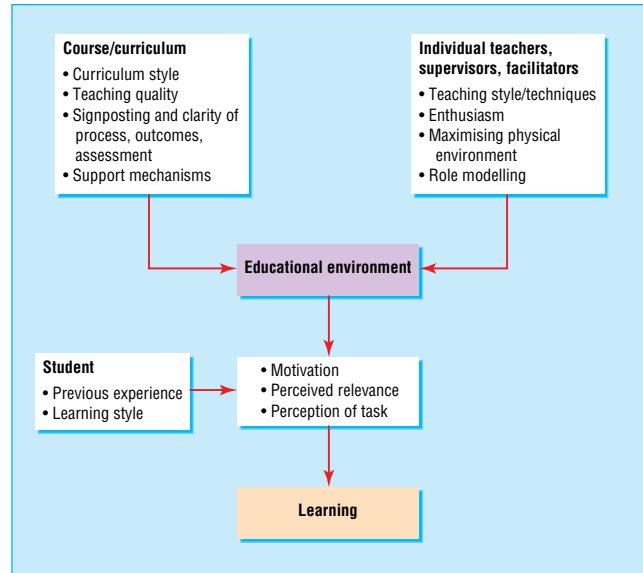 Course/curriculum
• Curriculum style
• Teaching quality
• Signposting and clarity of
process, outcomes,
assessment
• Support mechanisms
Individual teachers,
supervisors, facilitators
• Teaching style/techniques
• Enthusiasm
• Maximising physical
environment
• Role modelling
Educational environment
Student
• Previous experience
• Learning style
• Motivation
• Perceived relevance
• Perception of task
Learning